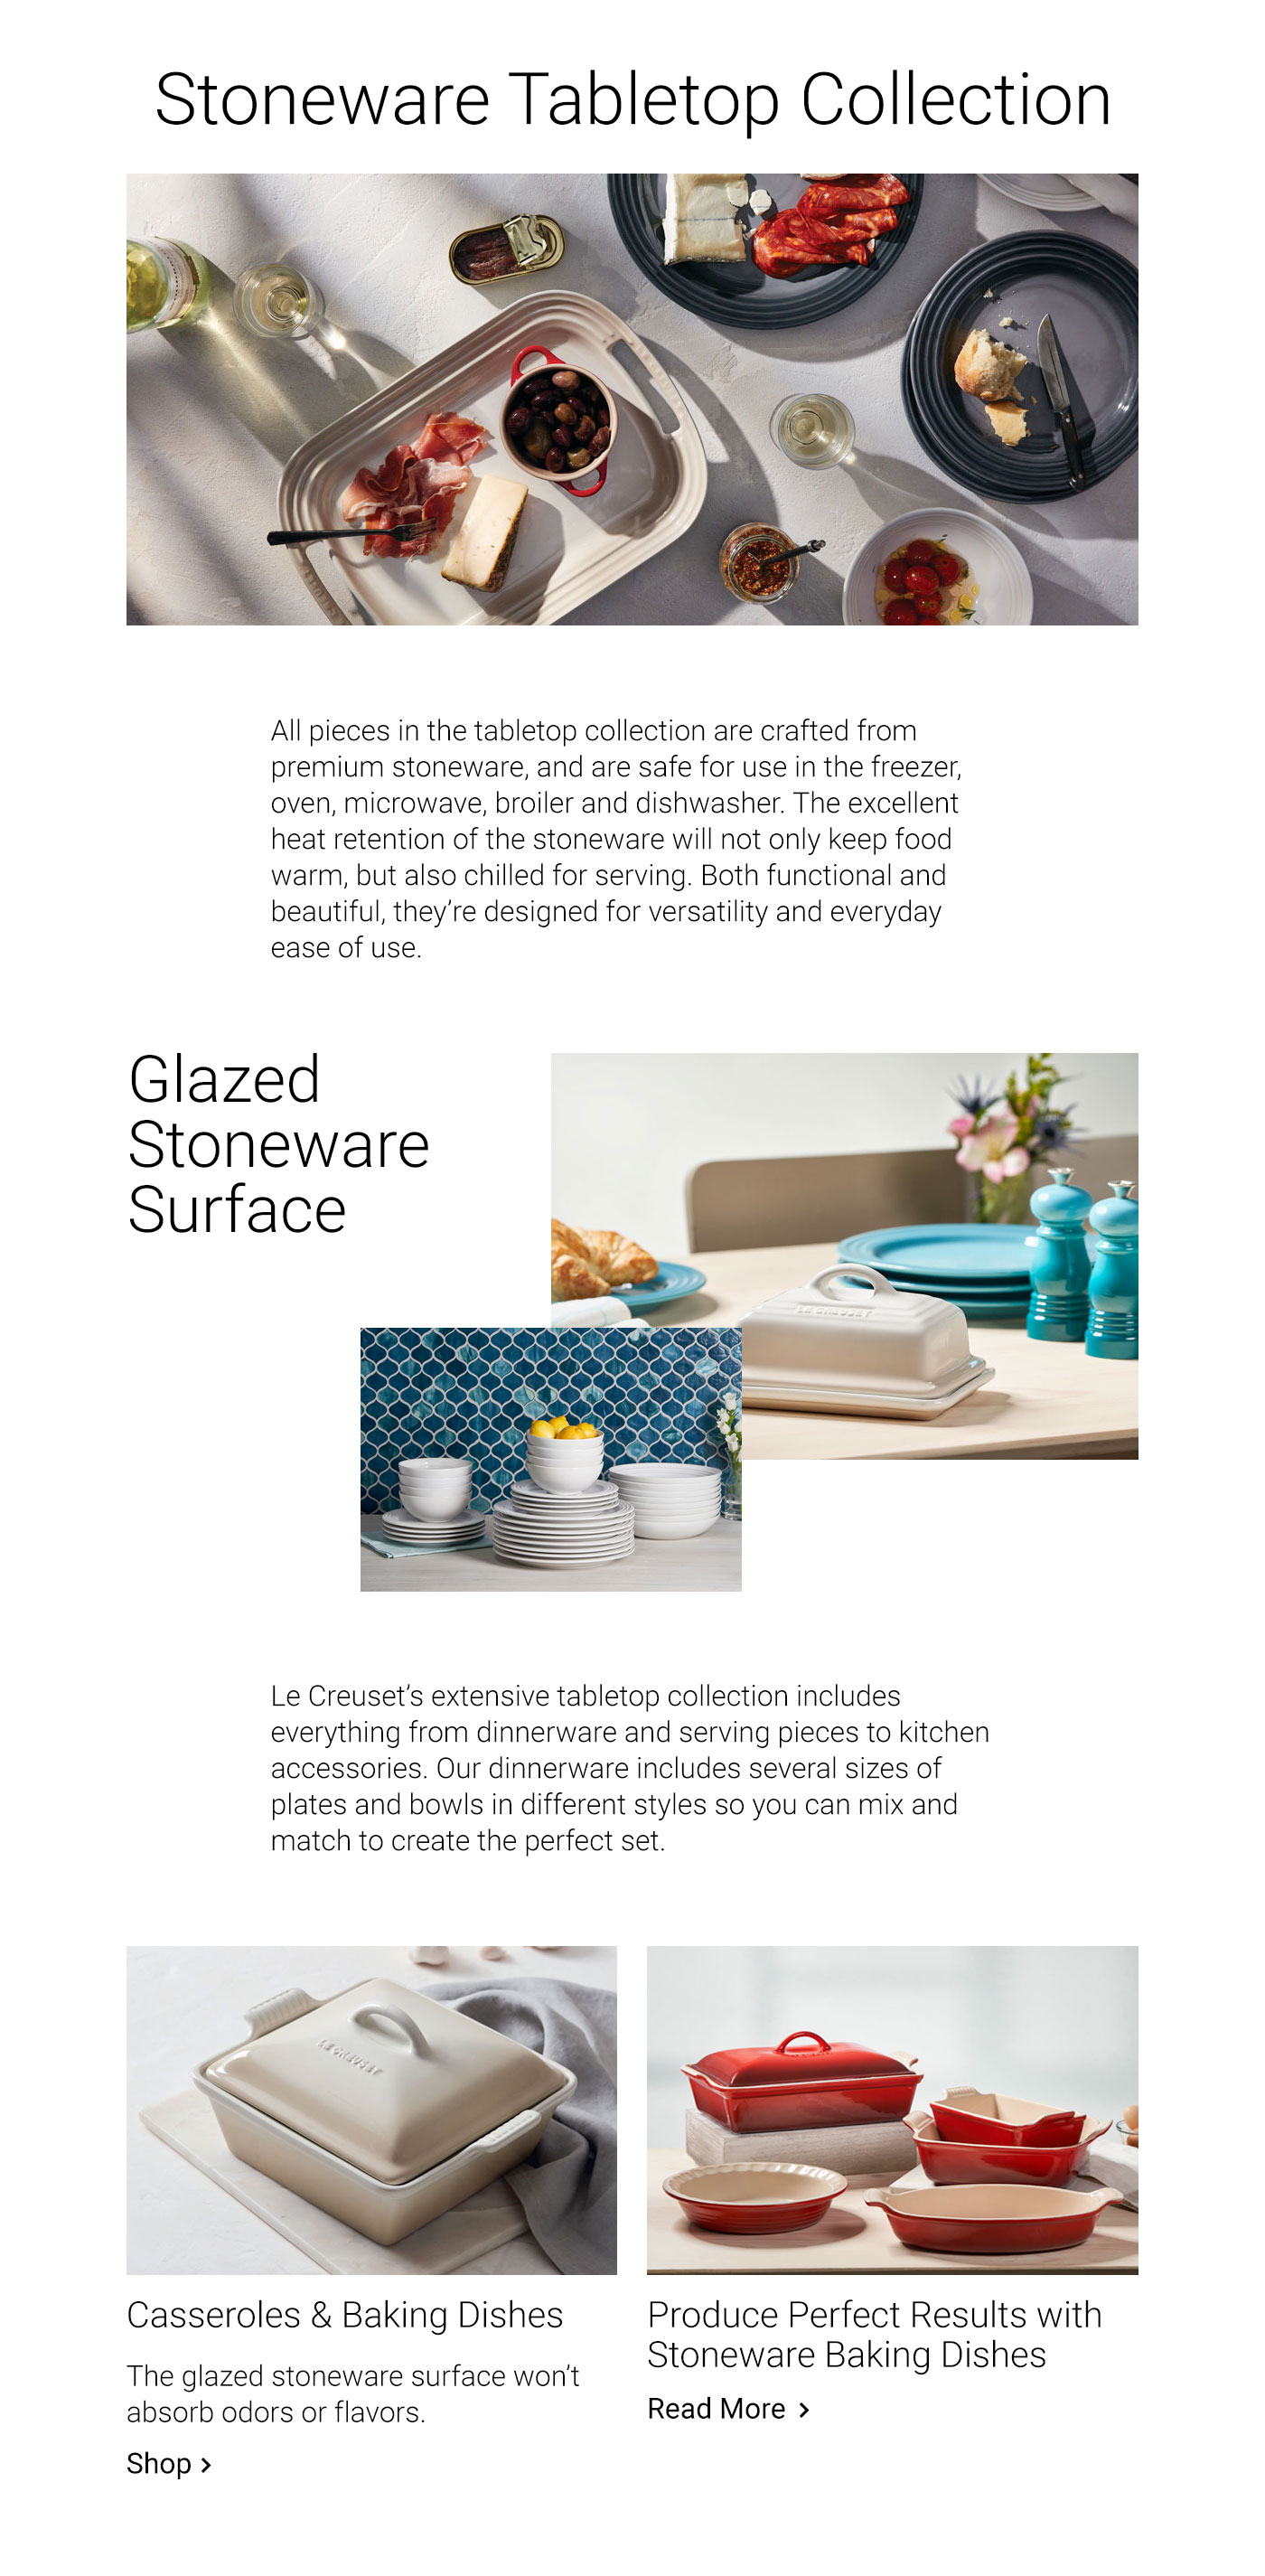 Stoneware Tabletop Collection
All pieces in the tabletop collection are crafted from
premium stoneware, and are safe for use in the freezer,
oven, microwave, broiler and dishwasher. The excellent
heat retention of the stoneware will not only keep food
warm, but also chilled for serving. Both functional and
beautiful, they’re designed for versatility and everyday
ease of use.
Glazed
Stoneware
Surface
LE CREUSET
Le Creuset’s extensive tabletop collection includes
everything from dinnerware and serving pieces to kitchen
accessories. Our dinnerware includes several sizes of
plates and bowls in different styles so you can mix and
match to create the perfect set.
LE CREUSET
Casseroles & Baking Dishes
The glazed stoneware surface won’t
absorb odors or flavors.
Shop >
Produce Perfect Results with
Stoneware Baking Dishes
Read More >